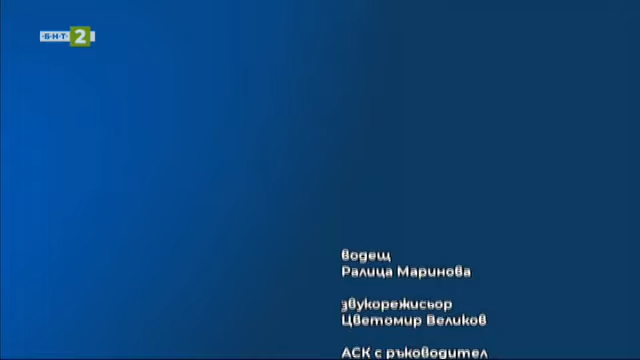 БНТ 2
водещ
Ралица Маринова
звукорежисьор
Цветомир Великов
АСК с ръководител